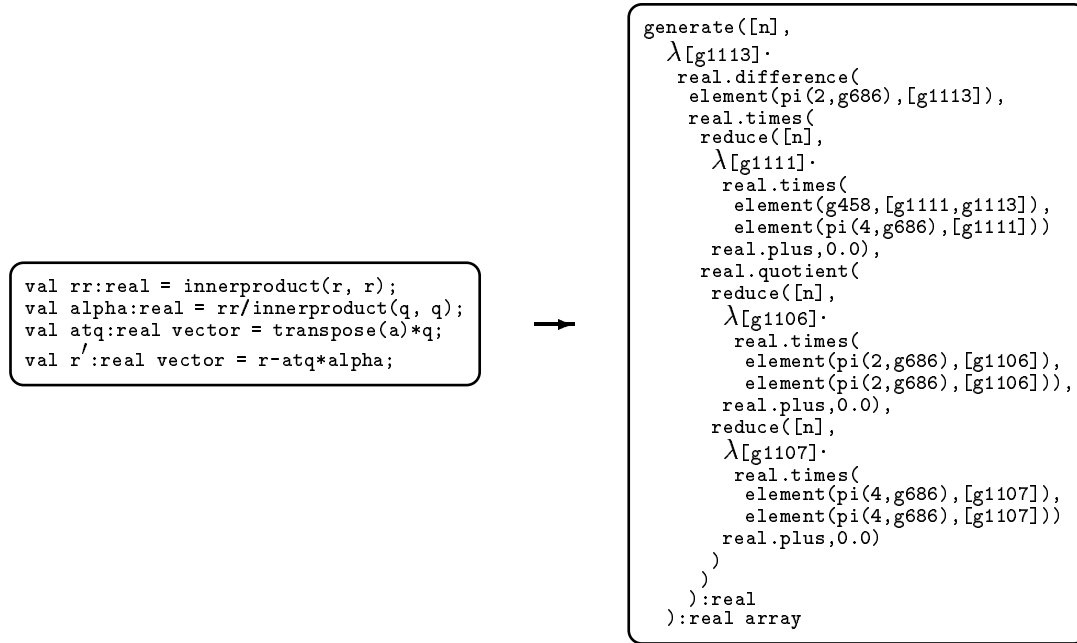 val rr:real = innerproduct(r, r);
val alpha:real = rr/innerproduct(q, q);
val atq:real vector = transpose(a)*q;
val r′:real vector = r-atq*alpha;
generate([n],
λ[g1113]·
real.difference(
element(pi(2,g686),[g1113]),
real.times(
reduce([n],
λ[g1111]·
real.times(
element(g458,[g1111,g1113]),
element(pi(4,g686),[g1111]))
real.plus,0.0),
real.quotient(
reduce([n],
λ[g1106]·
real.times(
element(pi(2,g686),[g1106]),
element(pi(2,g686),[g1106])),
real.plus,0.0),
reduce([n],
λ[g1107]·
real.times(
element(pi(4,g686),[g1107]),
element(pi(4,g686),[g1107]))
real.plus,0.0)
)
)
):real
):real array